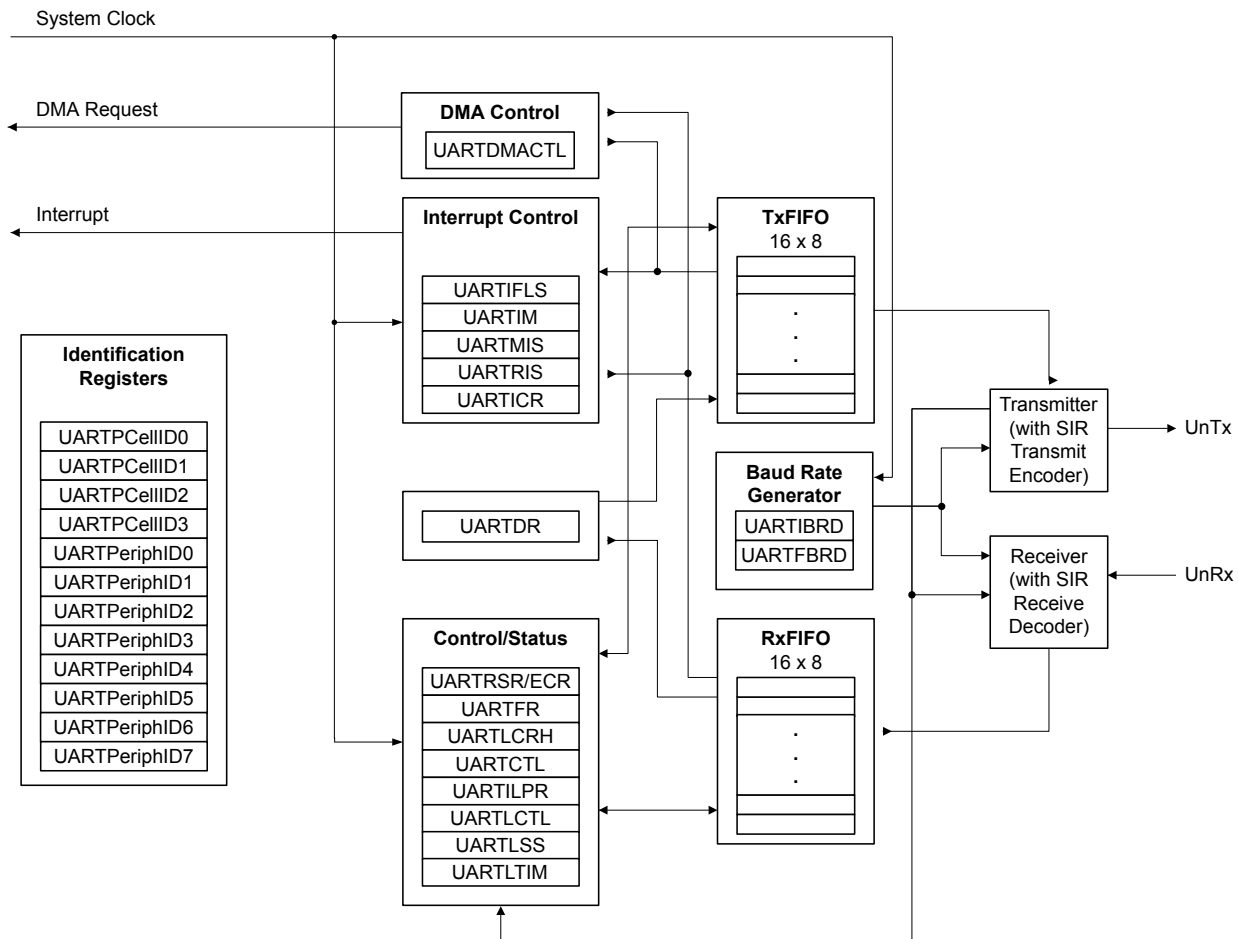 System Clock
DMA Request
DMA Control
UARTDMACTL
Interrupt
Interrupt Control
UARTIFLS
UARTIM
UARTMIS
UARTRIS
UARTICR
TxFIFO
16 x 8
.
.
.
Identification
Registers
UARTPCellID0
UARTPCellID1
UARTPCellID2
UARTPCellID3
UARTPeriphID0
UARTPeriphID1
UARTPeriphID2
UARTPeriphID3
UARTPeriphID4
UARTPeriphID5
UARTPeriphID6
UARTPeriphID7
Transmitter
(with SIR
Transmit
Encoder)
UnTx
UARTDR
Baud Rate
Generator
UARTIBRD
UARTFBRD
Receiver
(with SIR
Receive
Decoder)
UnRx
Control/Status
UARTRSR/ECR
UARTFR
UARTLCRH
UARTCTL
UARTILPR
UARTLCTL
UARTLSS
UARTLTIM
RxFIFO
16 x 8
.
.
.